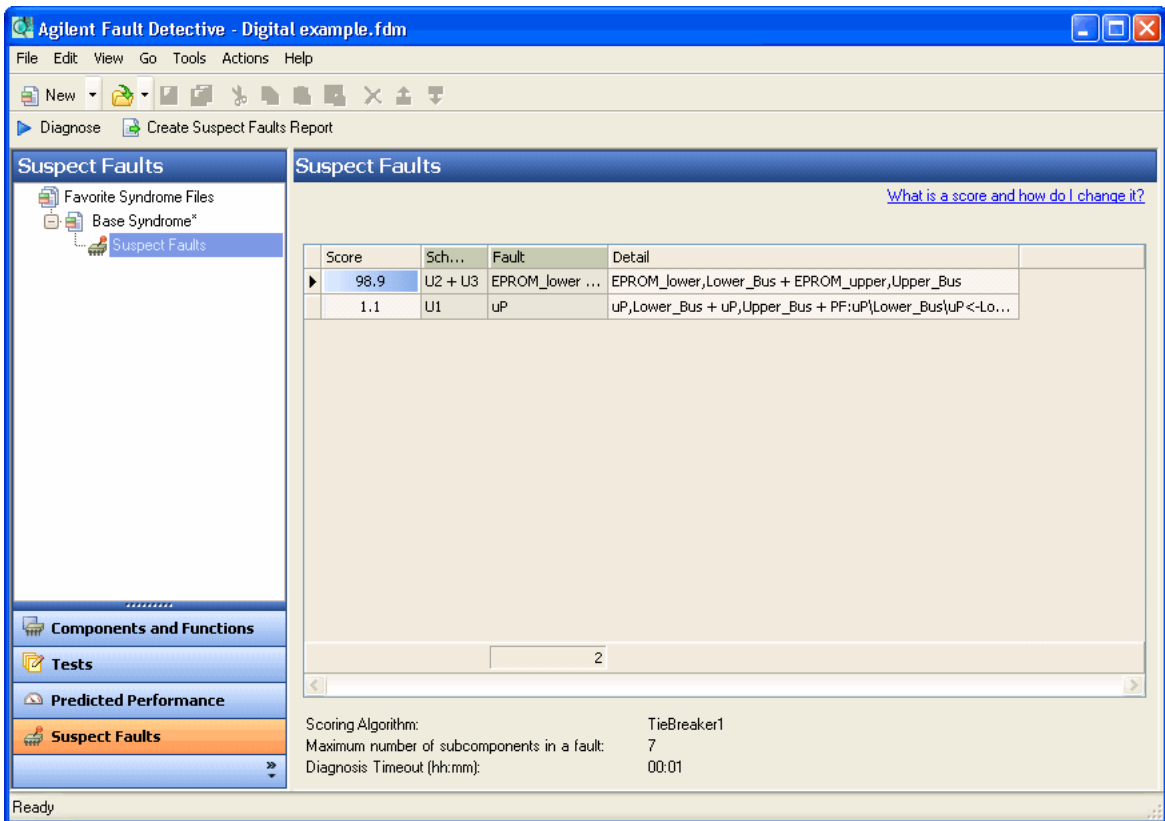 Agilent Fault Detective - Digital example.fdm
File Edit View Go Tools Actions Help
New
Diagnose Create Suspect Faults Report
Suspect Faults
Favorite Syndrome Files
Base Syndrome*
Suspect Faults
Components and Functions
Tests
Predicted Performance
Suspect Faults
Suspect Faults
What is a score and how do I change it?
Score Sch... Fault Detail
98.9 U2 + U3 EPROM_lower ... EPROM_lower,Lower_Bus + EPROM_upper,Upper_Bus
1.1 U1 uP uP,Lower_Bus + uP,Upper_Bus + PF:uP\Lower_Bus\uP<-Lo...
2
Scoring Algorithm: TieBreaker1
Maximum number of subcomponents in a fault: 7
Diagnosis Timeout (hh:mm): 00:01
Ready